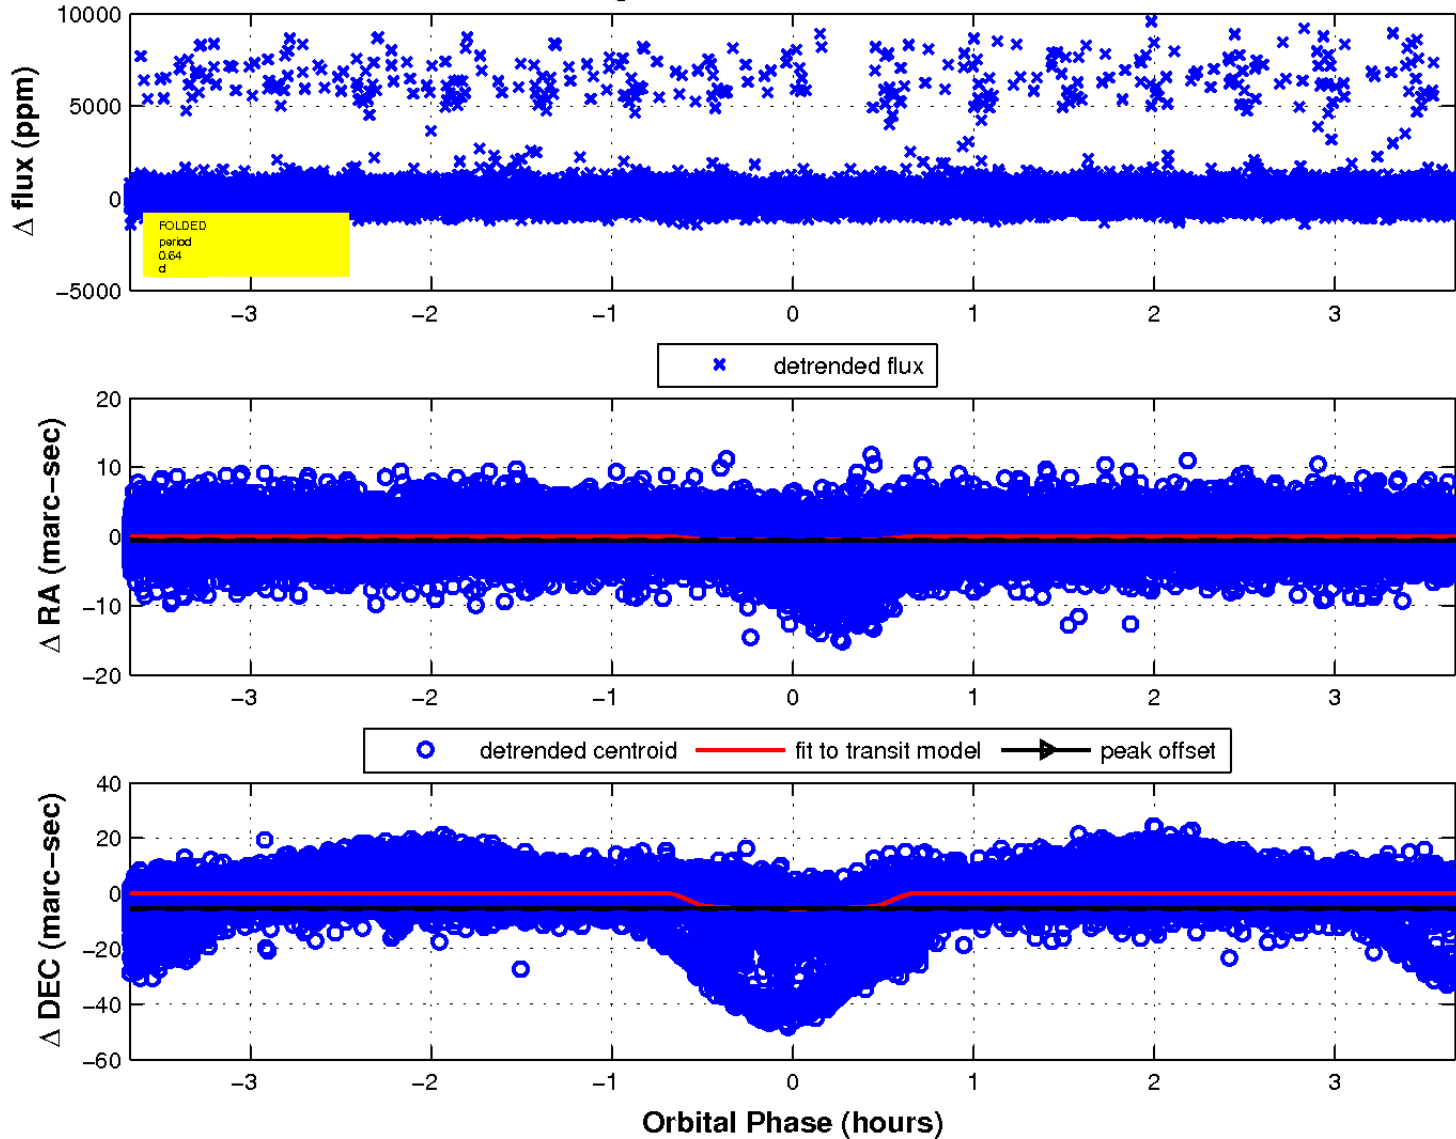 10000
5000
0
−5000
Δ flux (ppm)
FOLDED
period
0.64
d
−3 −2 −1 0 1 2 3
detrended flux
20
10
0
−10
−20
Δ RA (marc−sec)
−3 −2 −1 0 1 2 3
detrended centroid fit to transit model peak offset
40
20
0
−20
−40
−60
Δ DEC (marc−sec)
−3 −2 −1 0 1 2 3
Orbital Phase (hours)